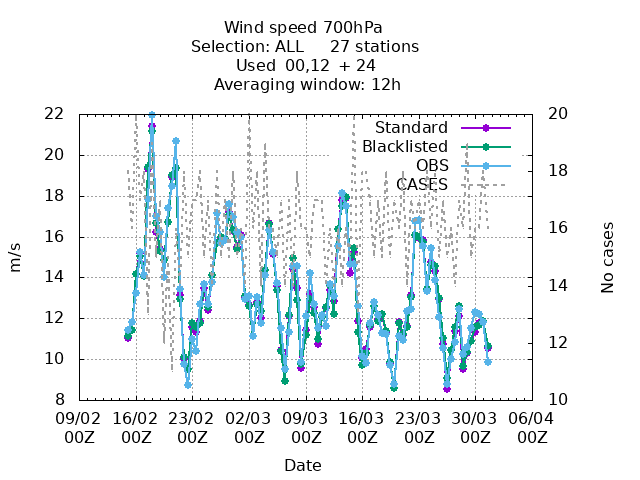 Wind speed 700hPa
Selection: ALL     27 stations
Used  00,12  + 24
Averaging window: 12h
22 20
Standard
Blacklisted
20 18
OBS
CASES
18
16 16
m/s No cases
14
14
12
12
10
8 10
09/02 16/02 23/02 02/03 09/03 16/03 23/03 30/03 06/04
00Z 00Z 00Z 00Z 00Z 00Z 00Z 00Z 00Z
Date